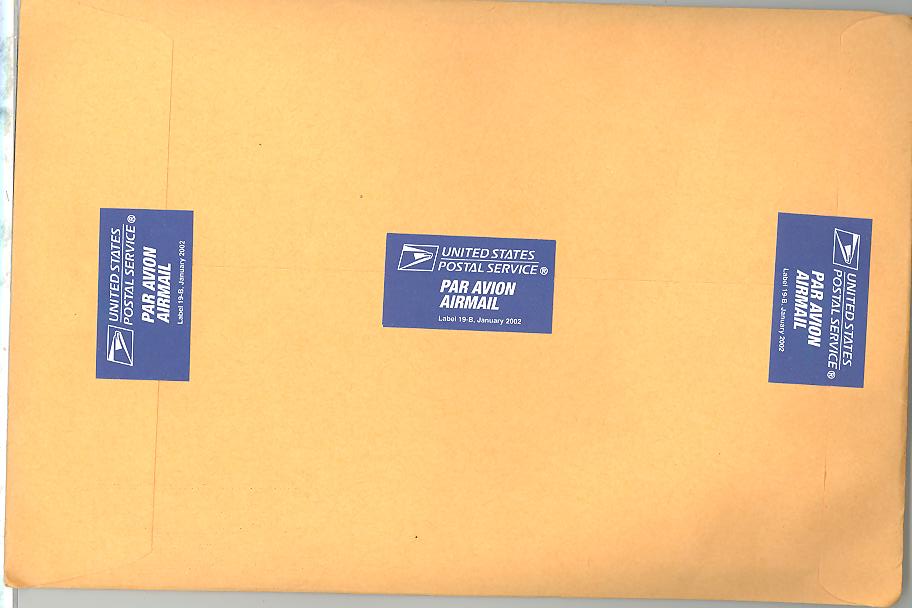 UNITED STATES
POSTAL SERVICE®
PAR AVION
AIRMAIL
Label 19-B, January 2002
UNITED STATES
POSTAL SERVICE®
PAR AVION
AIRMAIL
Label 19-B, January 2002
UNITED STATES
POSTAL SERVICE®
PAR AVION
AIRMAIL
Label 19-B, January 2002